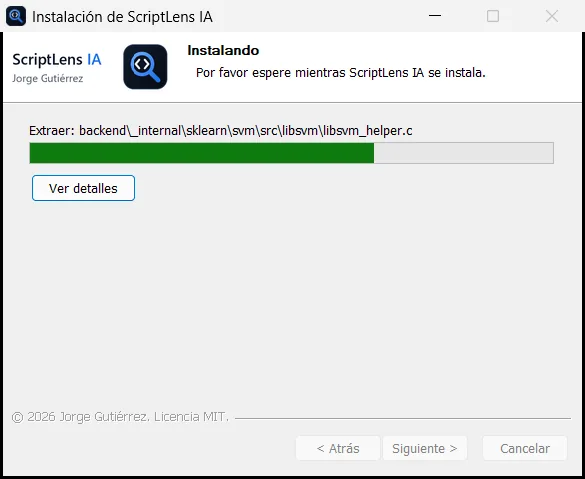 Instalación de ScriptLens IA
ScriptLens IA
Jorge Gutiérrez
Instalando
Por favor espere mientras ScriptLens IA se instala.
Extraer: backend\_internal\sklearn\svm\src\libsvm\libsvm_helper.c
Ver detalles
© 2026 Jorge Gutiérrez. Licencia MIT.
< Atrás
Siguiente >
Cancelar